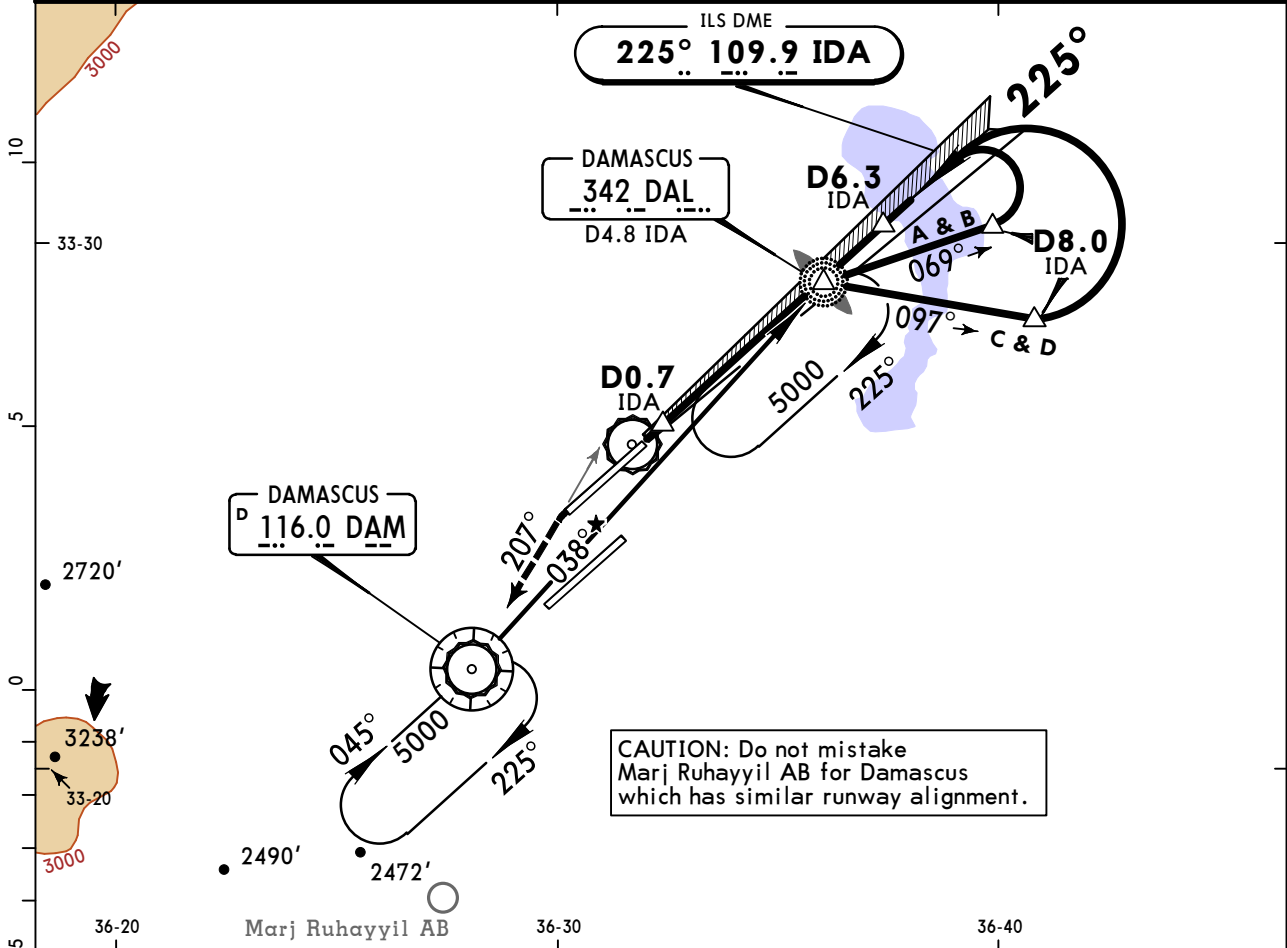 3000
ILS DME
225° 109.9 IDA
225°
10
DAMASCUS
342 DAL
D4.8 IDA
D6.3
IDA
33-30
A & B
069°
D8.0
IDA
097°
C & D
D0.7
IDA
5000
225°
5
DAMASCUS
D 116.0 DAM
207°
038°
2720'
0
3238'
33-20
3000
045°
5000
225°
CAUTION: Do not mistake
Marj Ruhayyil AB for Damascus
which has similar runway alignment.
2490'
2472'
Marj Ruhayyil AB
5
36-20
36-30
36-40